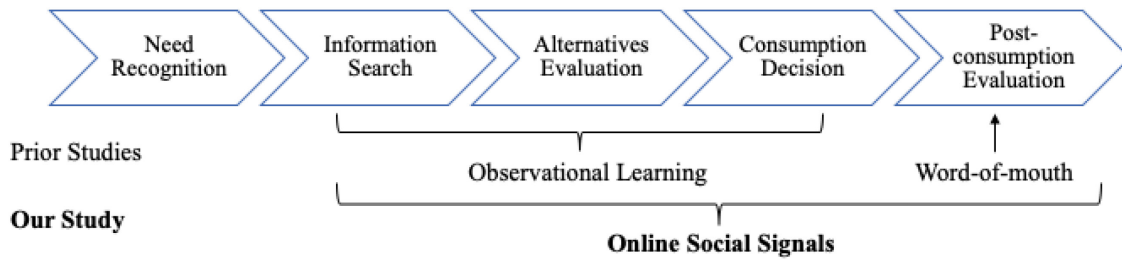 Need
Recognition
Information
Search
Alternatives
Evaluation
Consumption
Decision
Post-
consumption
Evaluation
Prior Studies
Observational Learning
Word-of-mouth
Our Study
Online Social Signals